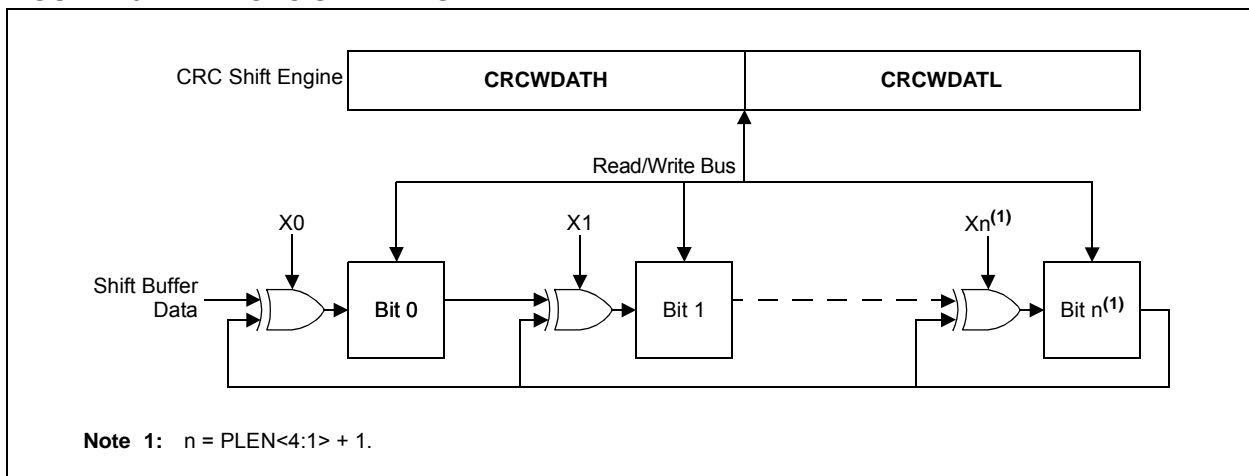 CRC Shift Engine
CRCWDATH
CRCWDATL
Read/Write Bus
X0
X1
Xn(1)
Shift Buffer
Data
Bit 0
Bit 1
Bit n(1)
Note 1: n = PLEN<4:1> + 1.